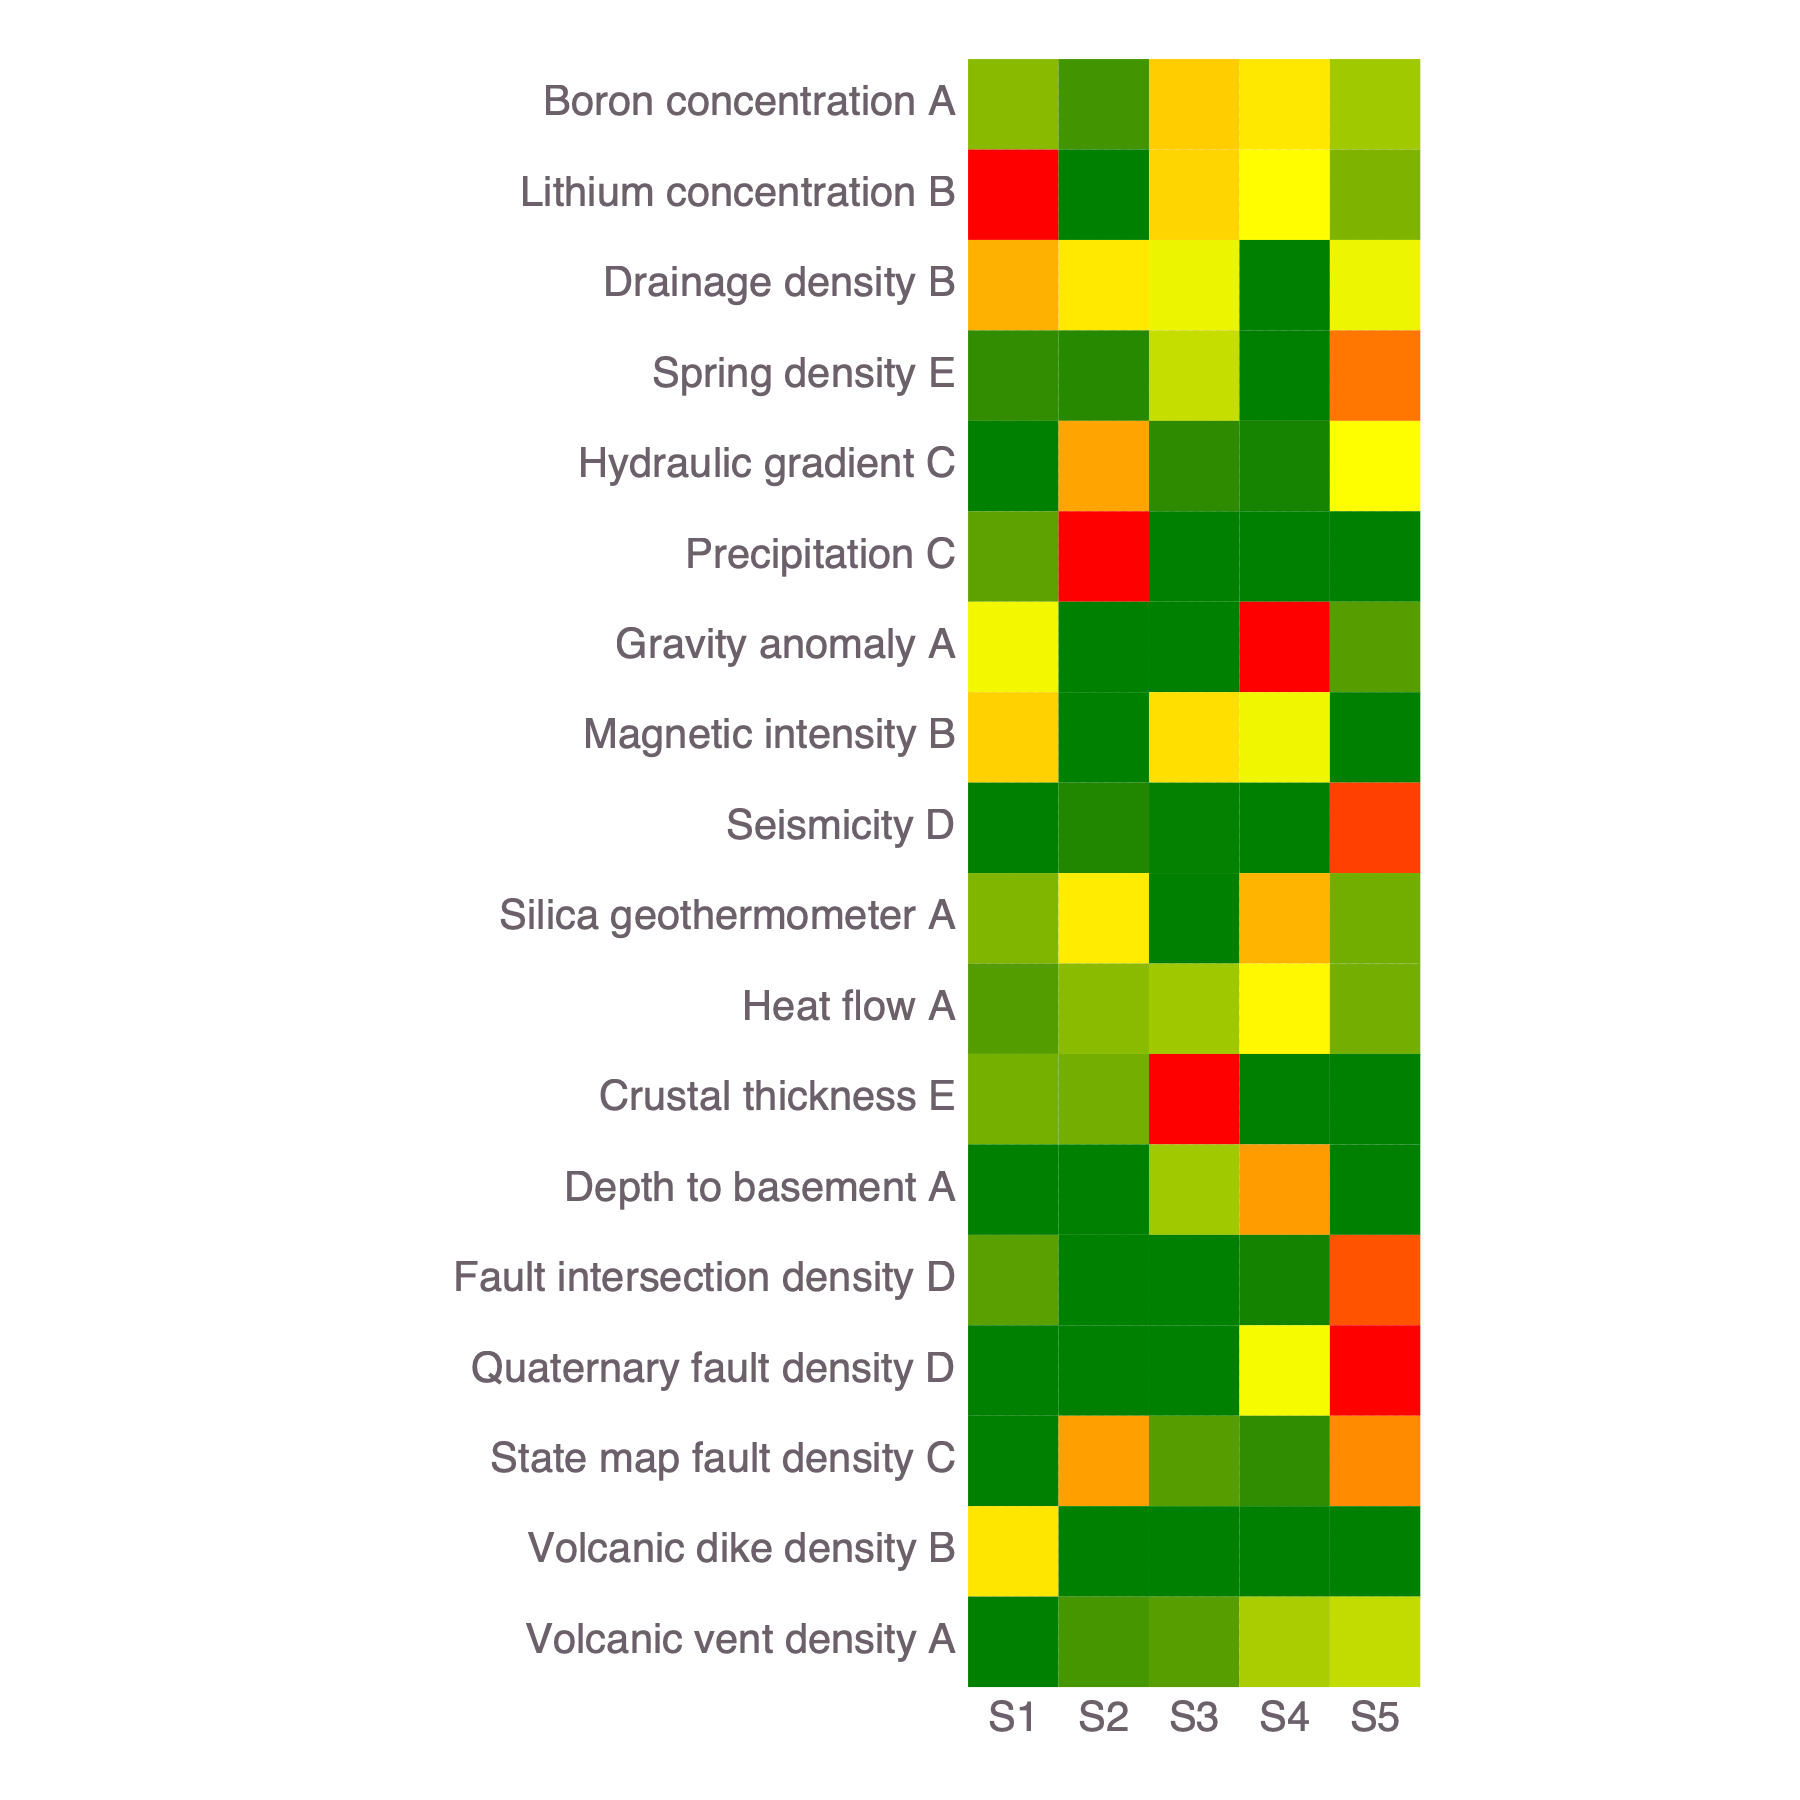 Boron concentration A
Lithium concentration B
Drainage density B
Spring density E
Hydraulic gradient C
Precipitation C
Gravity anomaly A
Magnetic intensity B
Seismicity D
Silica geothermometer A
Heat flow A
Crustal thickness E
Depth to basement A
Fault intersection density D
Quaternary fault density D
State map fault density C
Volcanic dike density B
Volcanic vent density A
S1 S2 S3 S4 S5